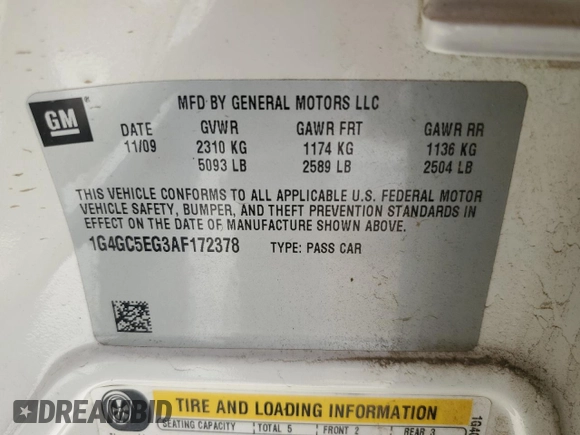 GM
MFD BY GENERAL MOTORS LLC
DATE GVWR GAWR FRT GAWR RR
11/09 2310 KG 1174 KG 1136 KG
5093 LB 2589 LB 2504 LB
THIS VEHICLE CONFORMS TO ALL APPLICABLE U.S. FEDERAL MOTOR
VEHICLE SAFETY, BUMPER, AND THEFT PREVENTION STANDARDS IN
EFFECT ON THE DATE OF MANUFACTURE SHOWN ABOVE.
1G4GC5EG3AF172378 TYPE: PASS CAR
TIRE AND LOADING INFORMATION
SEATING CAPACITY TOTAL 5 FRONT 2 REAR 3
1G4G
DREAMBID